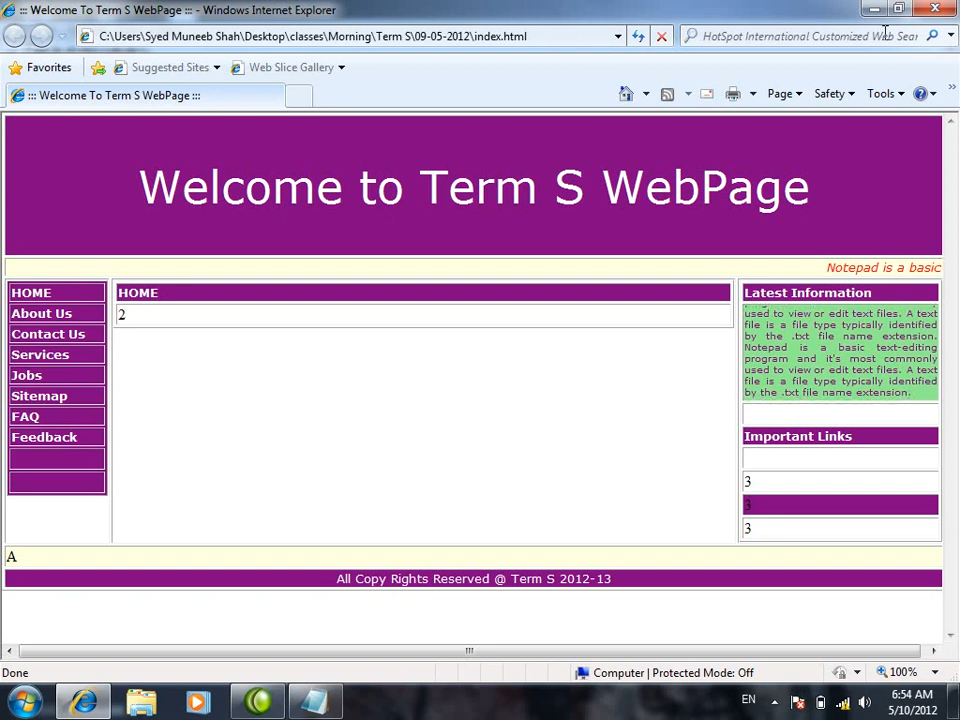 ::: Welcome To Term S WebPage ::: - Windows Internet Explorer
C:\Users\Syed Muneeb Shah\Desktop\classes\Morning\Term S\09-05-2012\index.html
HotSpot International Customized Web Sear
Favorites
Suggested Sites
Web Slice Gallery
::: Welcome To Term S WebPage :::
Page
Safety
Tools
Welcome to Term S WebPage
Notepad is a basic
HOME
About Us
Contact Us
Services
Jobs
Sitemap
FAQ
Feedback
HOME
2
Latest Information
used to view or edit text files. A text
file is a file type typically identified
by the .txt file name extension.
Notepad is a basic text-editing
program and it's most commonly
used to view or edit text files. A text
file is a file type typically identified
by the .txt file name extension.
Important Links
3
3
3
A
All Copy Rights Reserved @ Term S 2012-13
Done
Computer | Protected Mode: Off
100%
EN
6:54 AM
5/10/2012